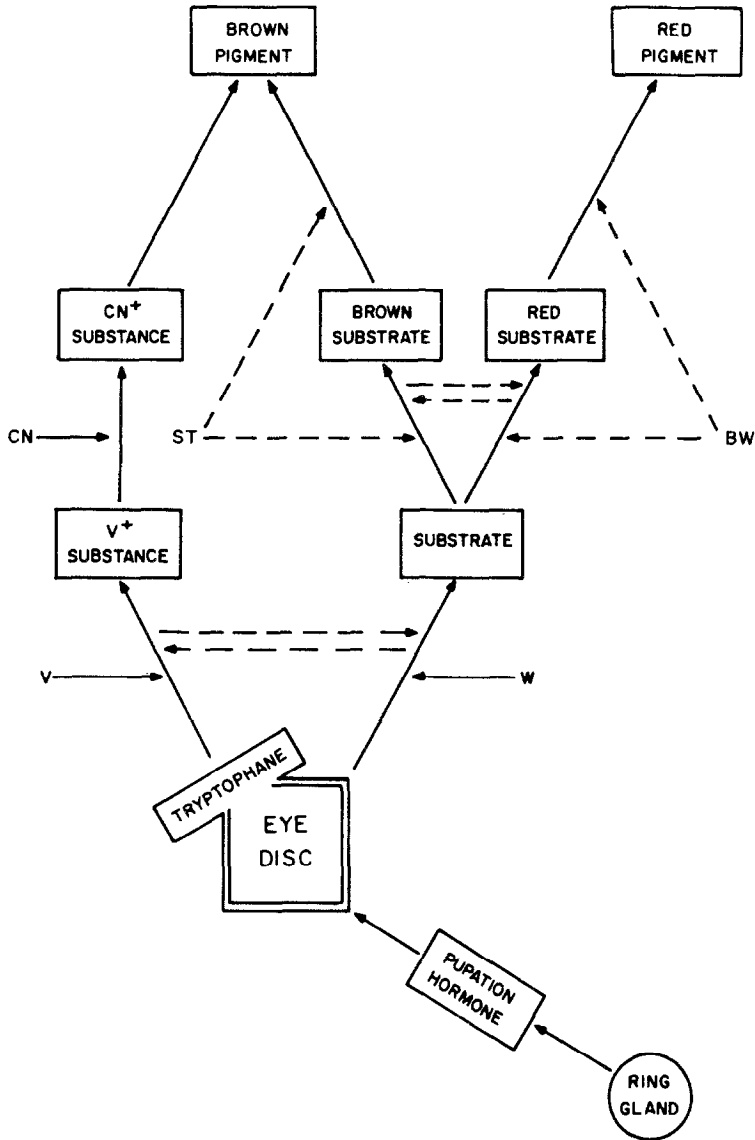 BROWN
PIGMENT
RED
PIGMENT
CN⁺
SUBSTANCE
BROWN
SUBSTRATE
RED
SUBSTRATE
CN
ST
BW
V⁺
SUBSTANCE
SUBSTRATE
V
W
TRYPTOPHANE
EYE
DISC
PUPATION
HORMONE
RING
GLAND